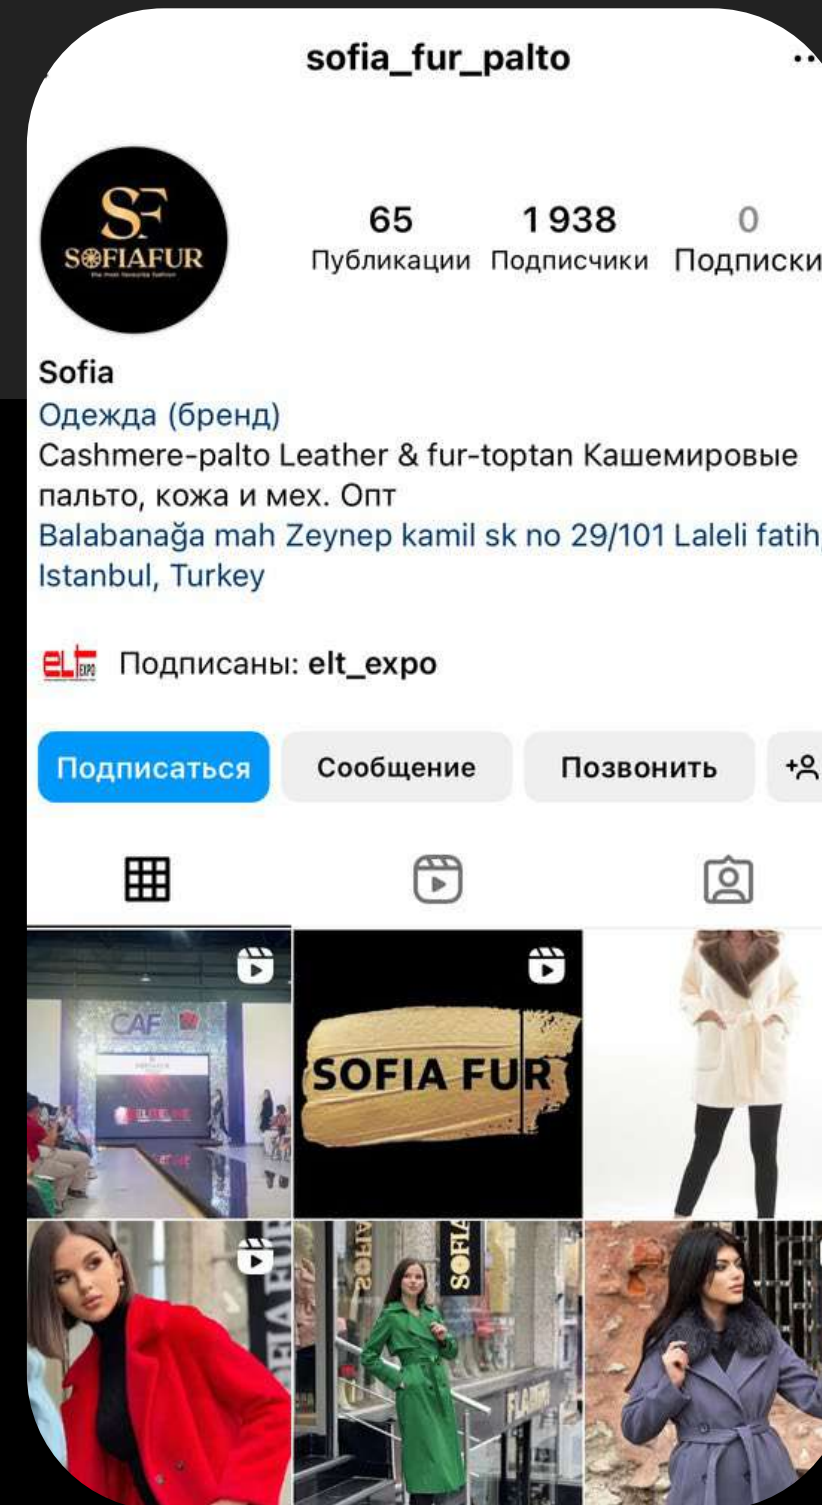 sofia_fur_palto
SF
SOFIAFUR
65
1 938
0
Публикации
Подписчики
Подписки
Sofia
Одежда (бренд)
Cashmere-palto Leather & fur-toptan Кашемировые
пальто, кожа и мех. Опт
Balabanağa mah Zeynep kamil sk no 29/101 Laleli fatih,
Istanbul, Turkey
ELT EXPO
Подписаны: elt_expo
Подписаться
Сообщение
Позвонить
CAF
SOFIA FUR